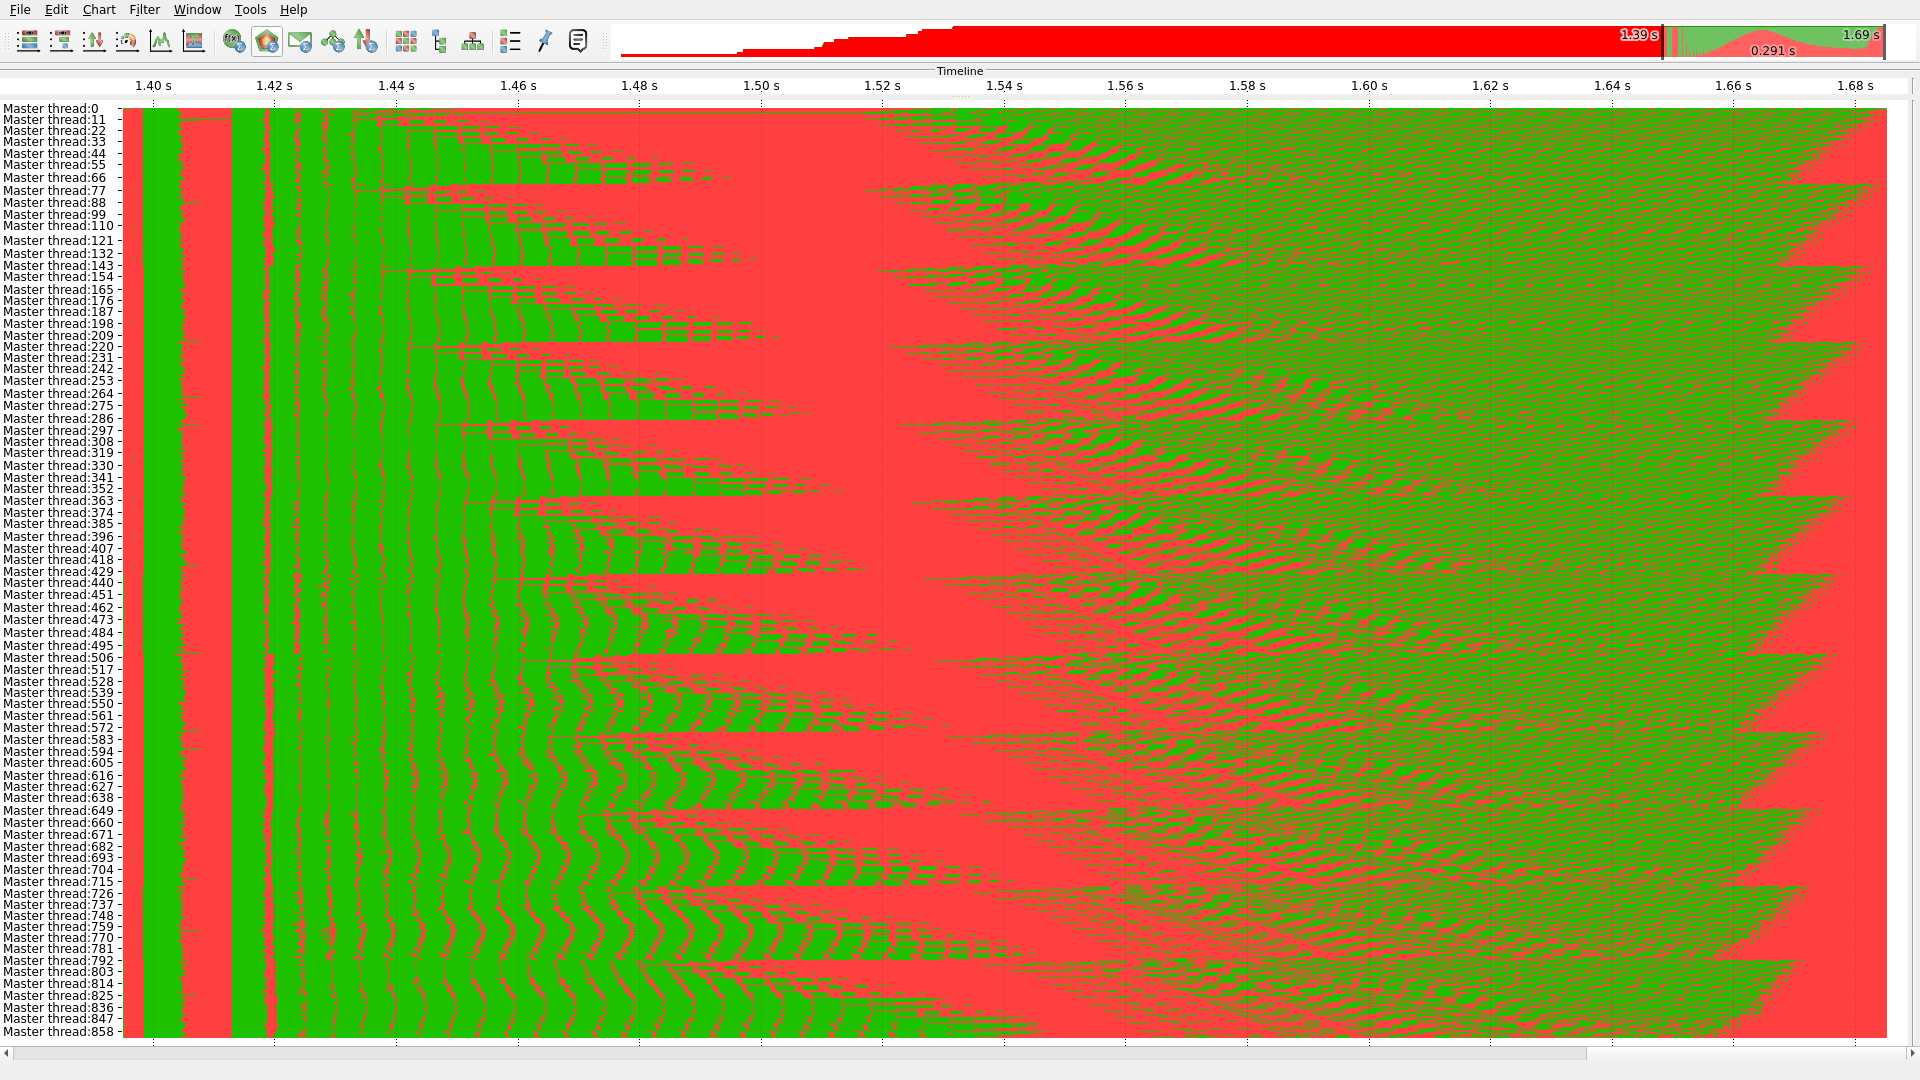 File Edit Chart Filter Window Tools Help
1.39 s 0.291 s 1.69 s
Timeline
1.40 s 1.42 s 1.44 s 1.46 s 1.48 s 1.50 s 1.52 s 1.54 s 1.56 s 1.58 s 1.60 s 1.62 s 1.64 s 1.66 s 1.68 s
Master thread:0
Master thread:11
Master thread:22
Master thread:33
Master thread:44
Master thread:55
Master thread:66
Master thread:77
Master thread:88
Master thread:99
Master thread:110
Master thread:121
Master thread:132
Master thread:143
Master thread:154
Master thread:165
Master thread:176
Master thread:187
Master thread:198
Master thread:209
Master thread:220
Master thread:231
Master thread:242
Master thread:253
Master thread:264
Master thread:275
Master thread:286
Master thread:297
Master thread:308
Master thread:319
Master thread:330
Master thread:341
Master thread:352
Master thread:363
Master thread:374
Master thread:385
Master thread:396
Master thread:407
Master thread:418
Master thread:429
Master thread:440
Master thread:451
Master thread:462
Master thread:473
Master thread:484
Master thread:495
Master thread:506
Master thread:517
Master thread:528
Master thread:539
Master thread:550
Master thread:561
Master thread:572
Master thread:583
Master thread:594
Master thread:605
Master thread:616
Master thread:627
Master thread:638
Master thread:649
Master thread:660
Master thread:671
Master thread:682
Master thread:693
Master thread:704
Master thread:715
Master thread:726
Master thread:737
Master thread:748
Master thread:759
Master thread:770
Master thread:781
Master thread:792
Master thread:803
Master thread:814
Master thread:825
Master thread:836
Master thread:847
Master thread:858